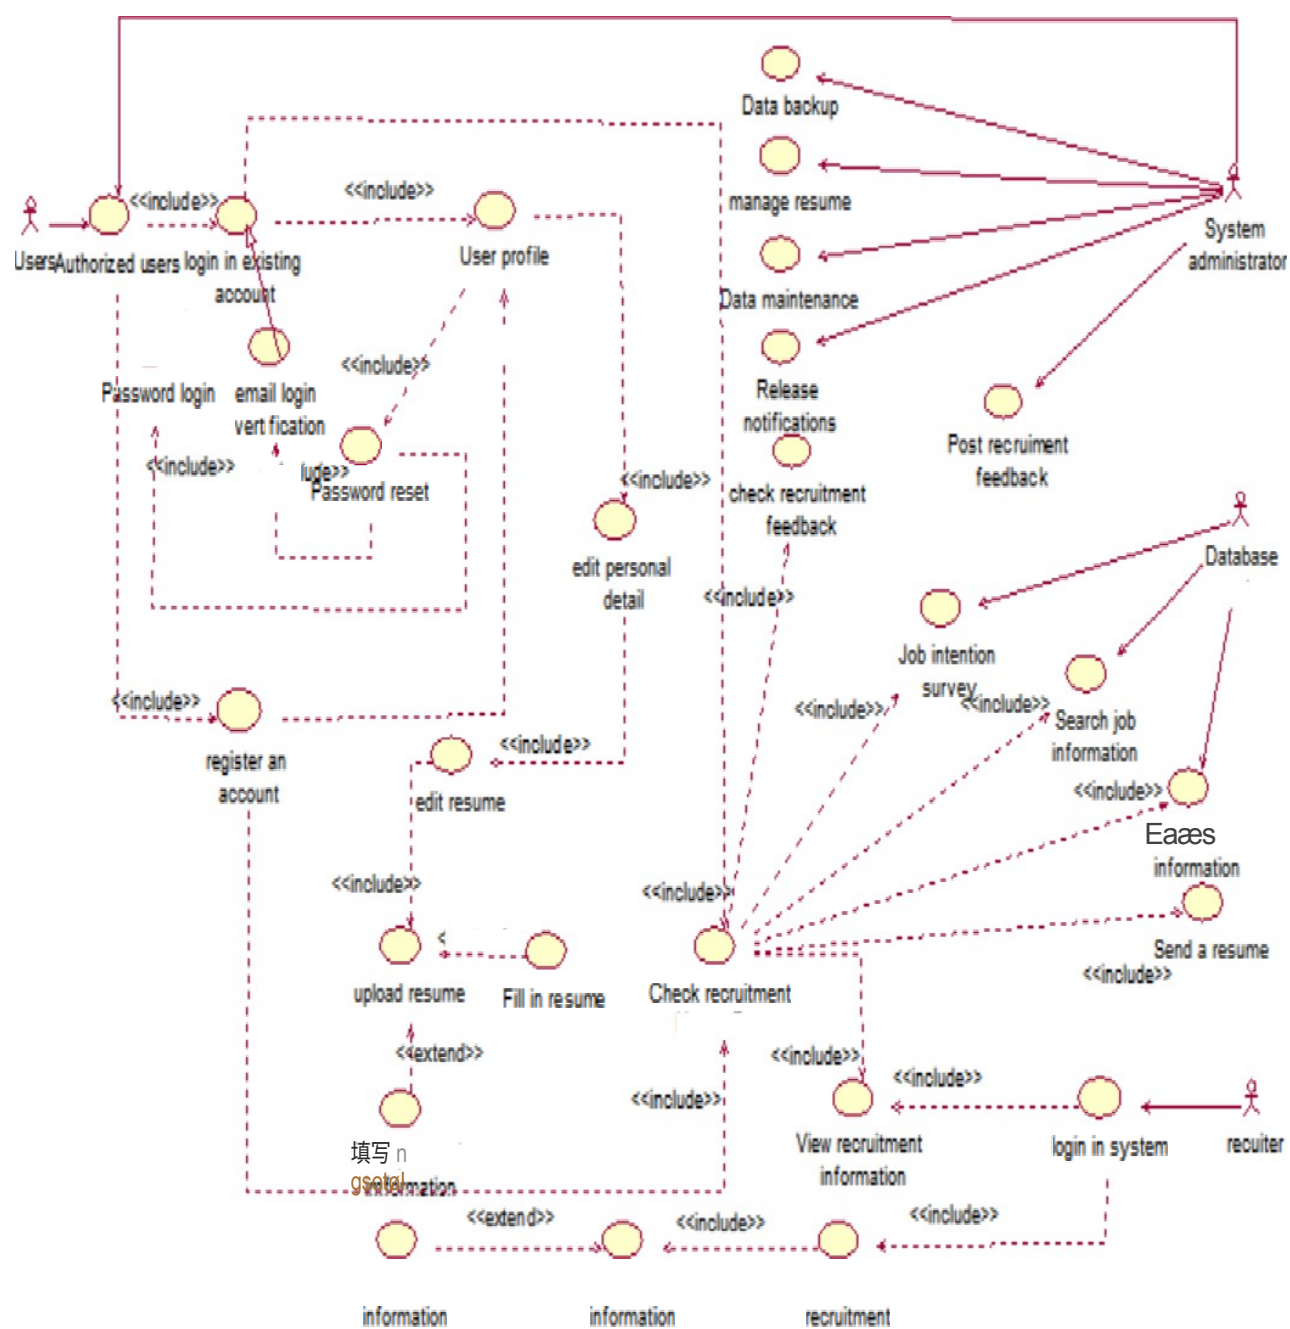 Data backup
<<include>>
<<include>>
manage resume
Users
Authorized users
login in existing
account
User profile
System
administrator
Data maintenance
<<include>>
Password login
email login
vert fication
Release
notifications
Post recruiment
feedback
<<include>>
lude>>
Password reset
<<include>>
check recruitment
feedback
edit personal
detail
<<include>>
Database
Job intention
survey
<<include>>
<<include>>
<<include>>
Search job
information
register an
account
<<include>>
edit resume
<<include>>
Eaæs
information
<<include>>
<<include>>
Send a resume
<<include>>
upload resume
Fill in resume
Check recruitment
<<extend>>
<<include>>
<<include>>
<<include>>
View recruitment
information
login in system
recuiter
填写 n
information
<<extend>>
<<include>>
<<include>>
information
information
recruitment